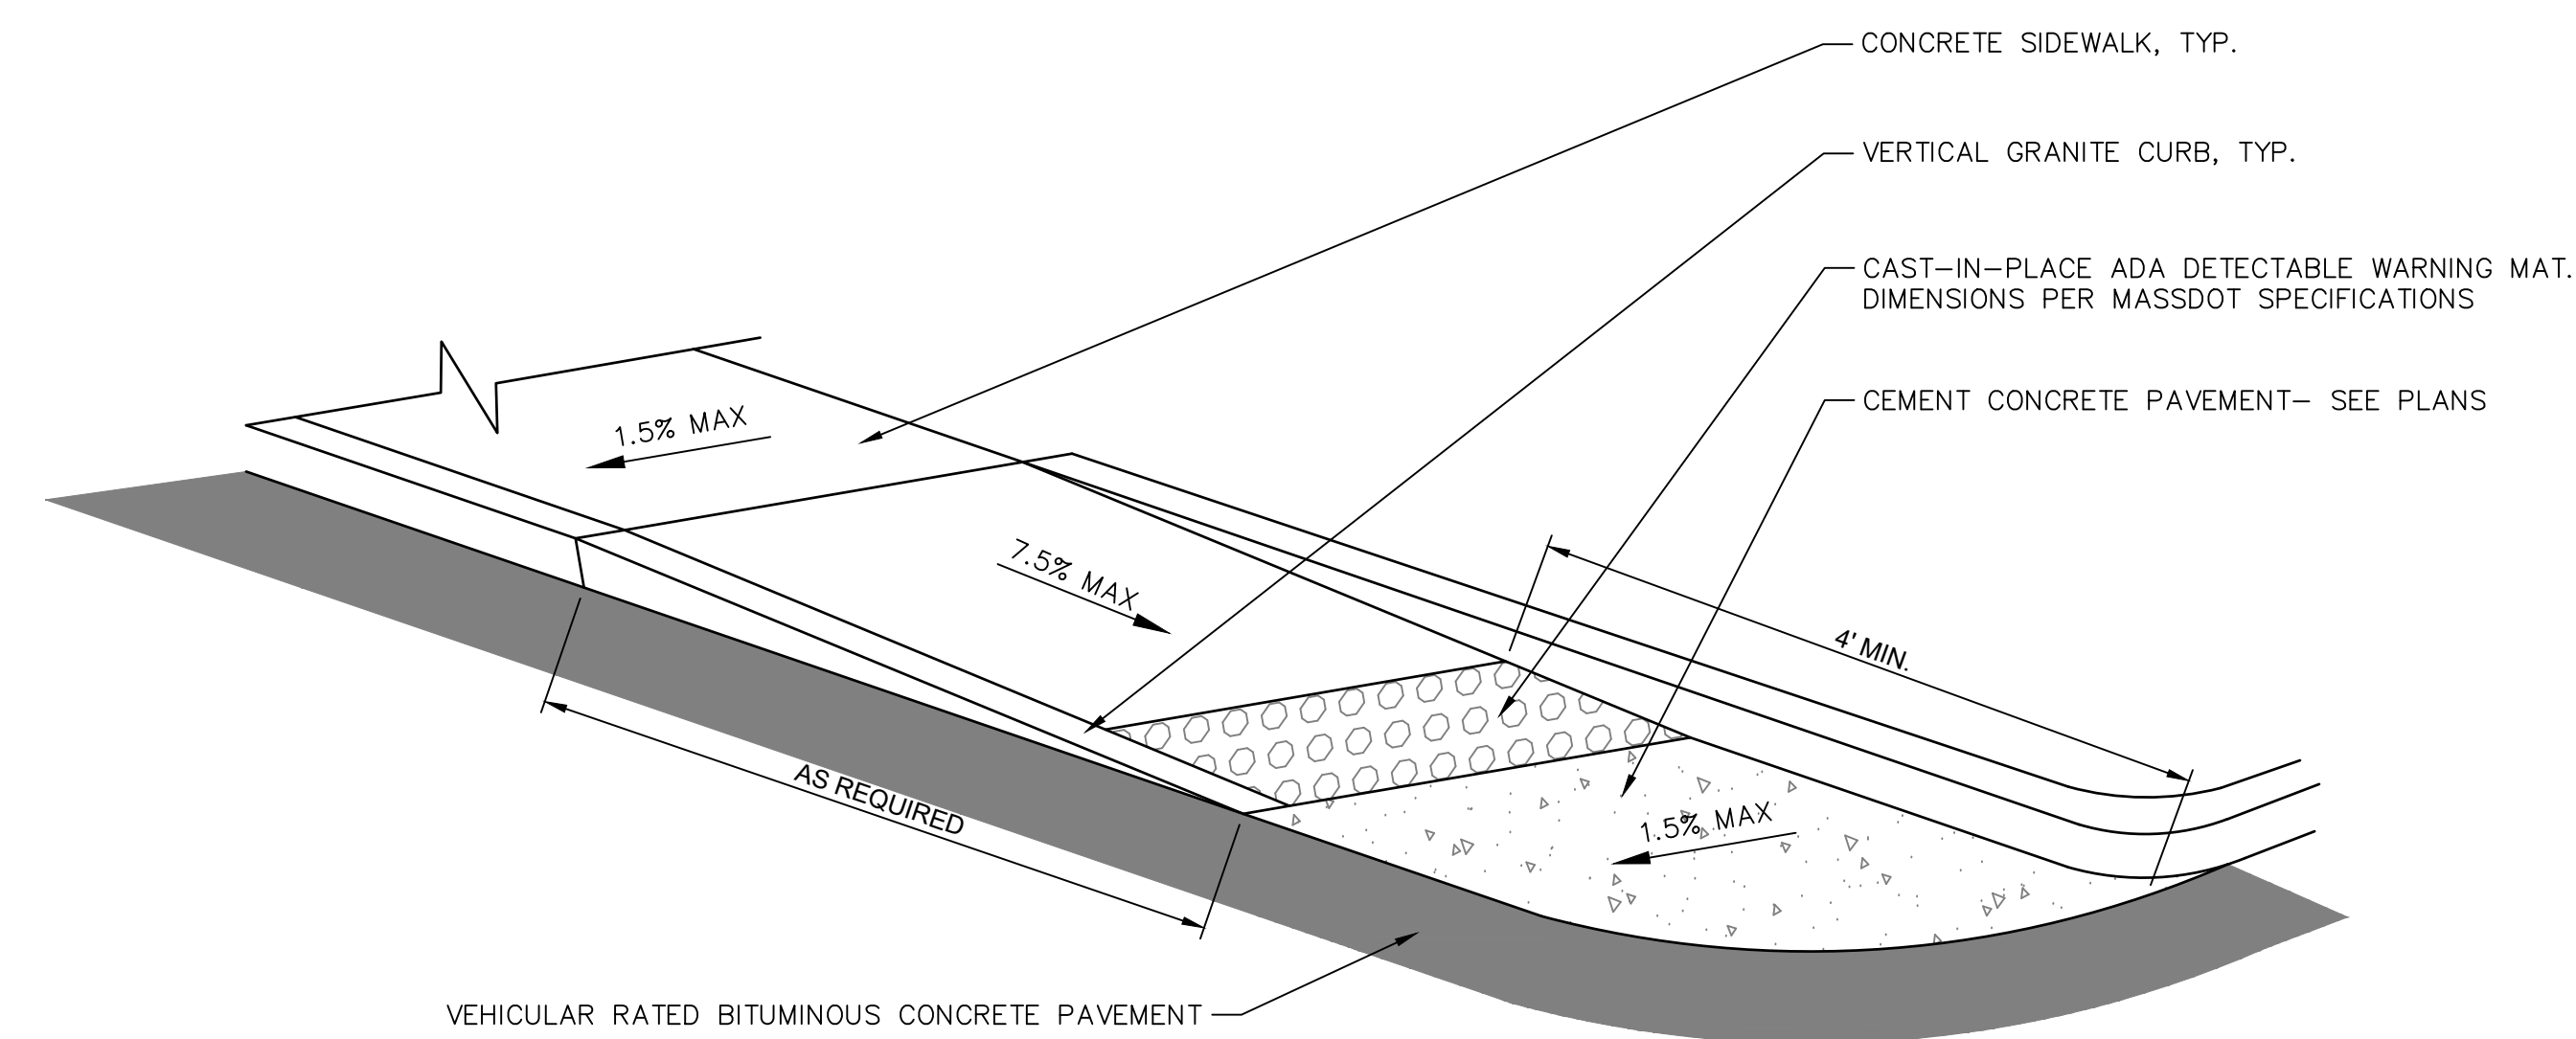 CONCRETE SIDEWALK, TYP.
VERTICAL GRANITE CURB, TYP.
CAST-IN-PLACE ADA DETECTABLE WARNING MAT.
DIMENSIONS PER MASSDOT SPECIFICATIONS
CEMENT CONCRETE PAVEMENT- SEE PLANS
1.5% MAX
7.5% MAX
4' MIN.
AS REQUIRED
1.5% MAX
VEHICULAR RATED BITUMINOUS CONCRETE PAVEMENT